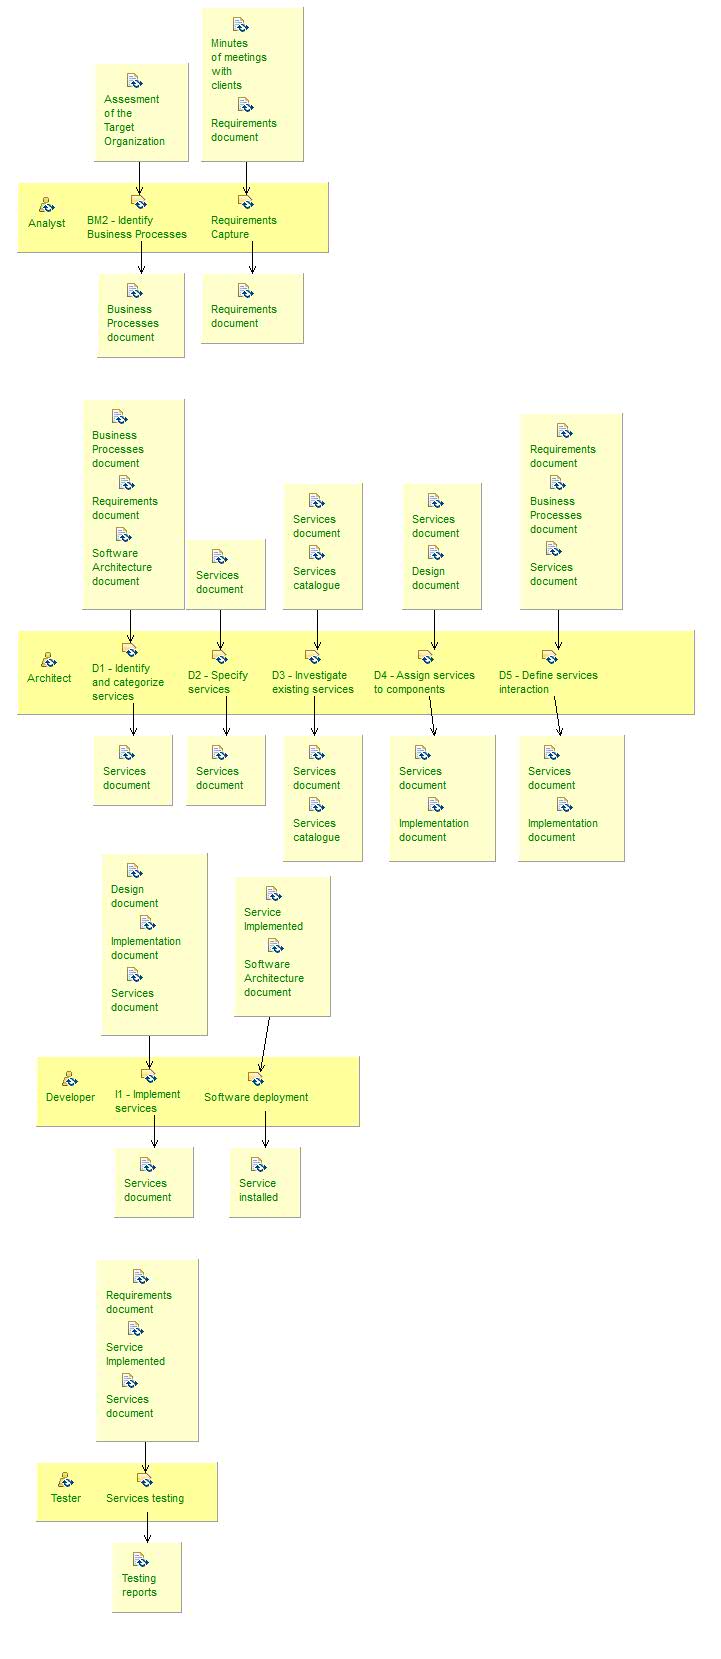 Minutes
of meetings
with
clients
Requirements
document
Assesment
of the
Target
Organization
Analyst
BM2 - Identify
Business Processes
Requirements
Capture
Business
Processes
document
Requirements
document
Business
Processes
document
Requirements
document
Software
Architecture
document
Services
document
Services
document
Services
catalogue
Services
document
Design
document
Requirements
document
Business
Processes
document
Services
document
Architect
D1 - Identify
and categorize
services
D2 - Specify
services
D3 - Investigate
existing services
D4 - Assign services
to components
D5 - Define services
interaction
Services
document
Services
document
Services
document
Services
catalogue
Services
document
Implementation
document
Services
document
Implementation
document
Design
document
Implementation
document
Services
document
Service
Implemented
Software
Architecture
document
Developer
I1 - Implement
services
Software deployment
Services
document
Service
installed
Requirements
document
Service
Implemented
Services
document
Tester
Services testing
Testing
reports